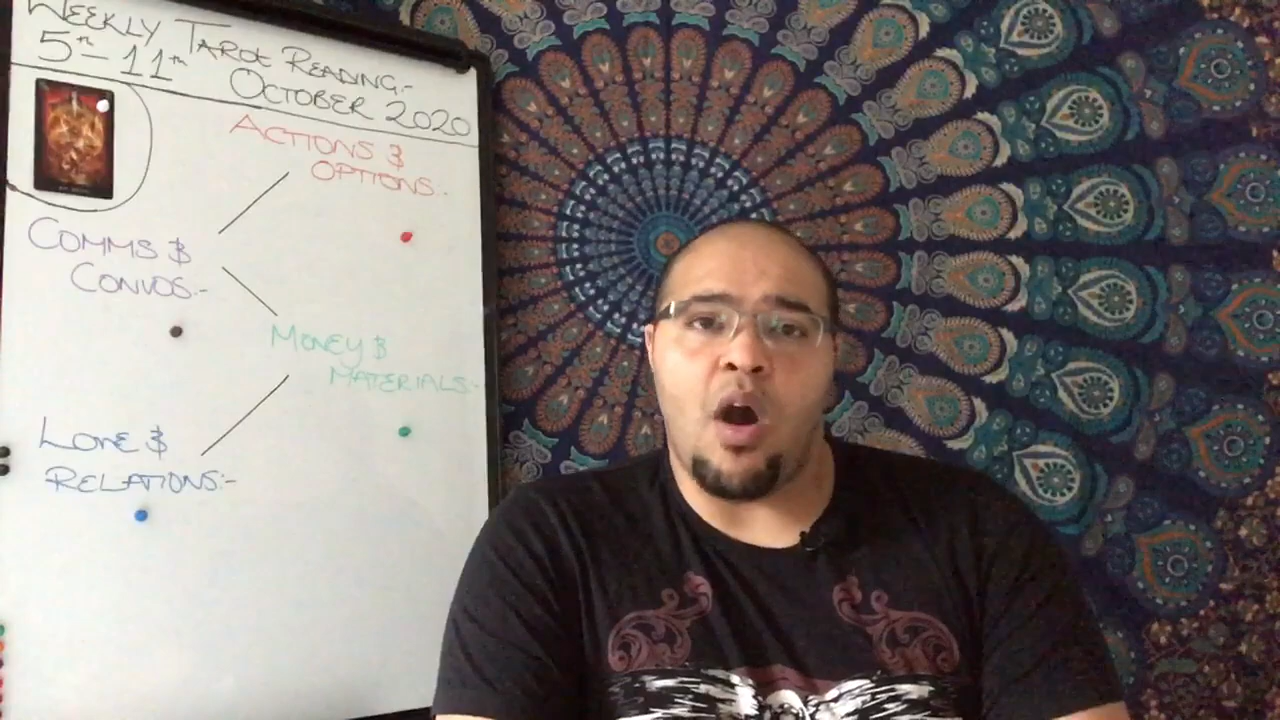 WEEKLY TAROT READING:-
5th - 11th OCTOBER 2020
ACTIONS &
OPTIONS:-
COMMS &
CONVOS:-
MONEY &
MATERIALS:-
LOVE &
RELATIONS:-